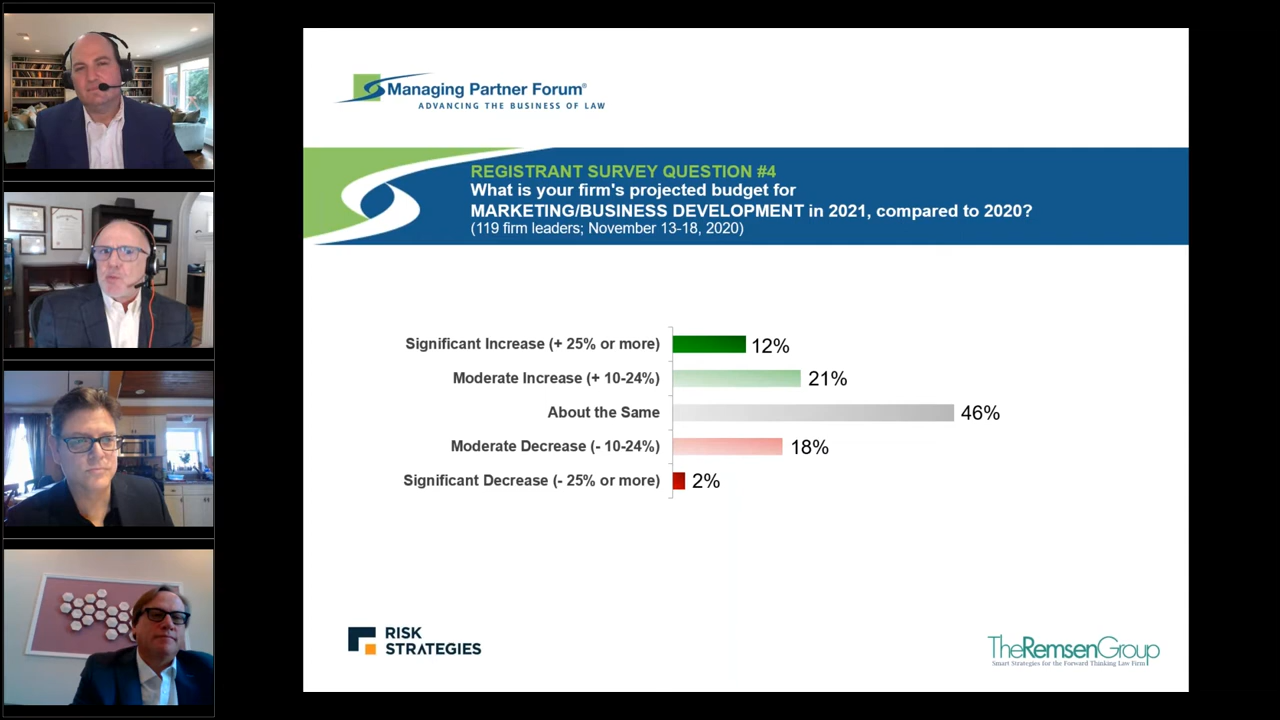 Managing Partner Forum®
ADVANCING THE BUSINESS OF LAW
REGISTRANT SURVEY QUESTION #4
What is your firm's projected budget for
MARKETING/BUSINESS DEVELOPMENT in 2021, compared to 2020?
(119 firm leaders; November 13-18, 2020)
Significant Increase (+ 25% or more) 12%
Moderate Increase (+ 10-24%) 21%
About the Same 46%
Moderate Decrease (- 10-24%) 18%
Significant Decrease (- 25% or more) 2%
RISK
STRATEGIES
TheRemsenGroup
Smart Strategies for the Forward Thinking Law Firm